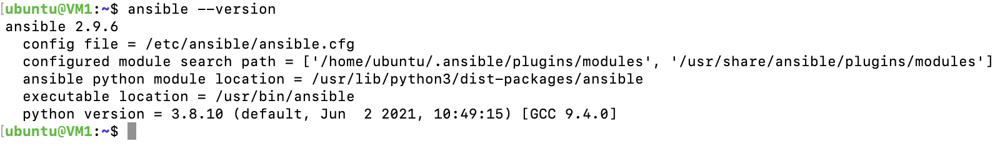 [ubuntu@VM1:~$ ansible --version
ansible 2.9.6
  config file = /etc/ansible/ansible.cfg
  configured module search path = ['/home/ubuntu/.ansible/plugins/modules', '/usr/share/ansible/plugins/modules']
  ansible python module location = /usr/lib/python3/dist-packages/ansible
  executable location = /usr/bin/ansible
  python version = 3.8.10 (default, Jun  2 2021, 10:49:15) [GCC 9.4.0]
[ubuntu@VM1:~$